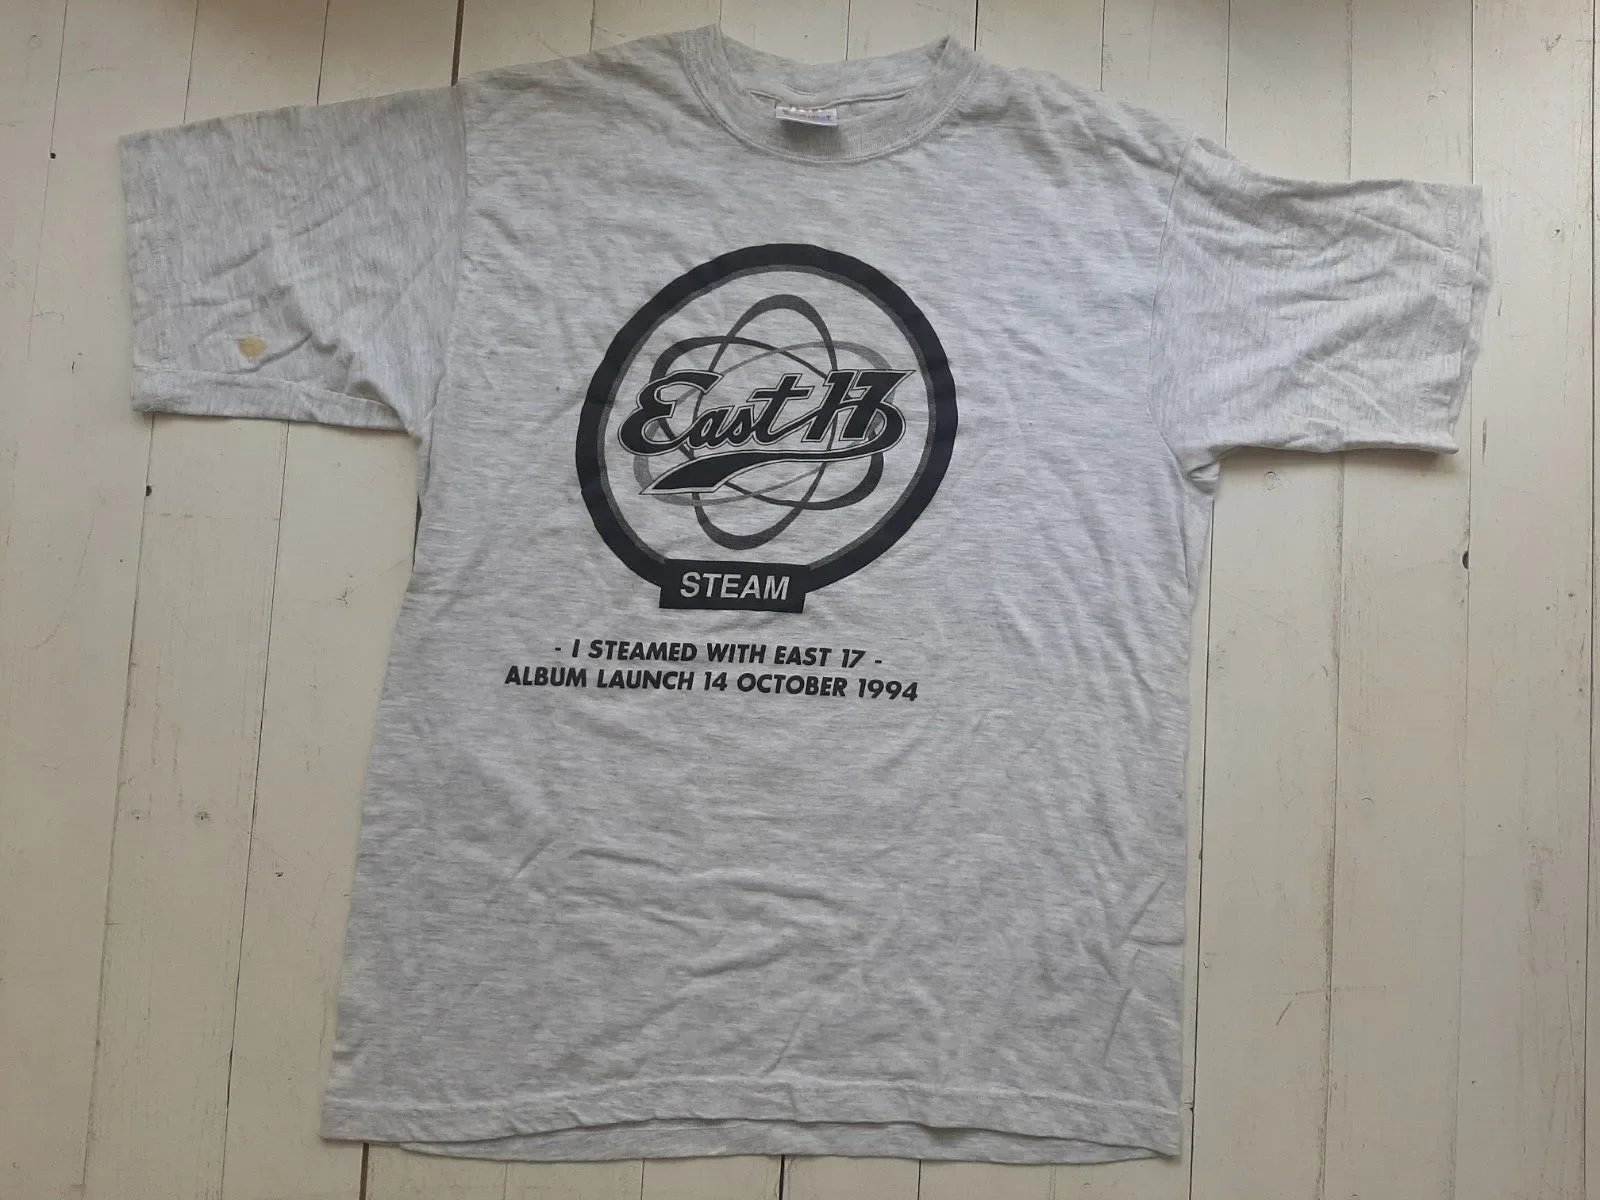 East 17
STEAM
- I STEAMED WITH EAST 17 -
ALBUM LAUNCH 14 OCTOBER 1994